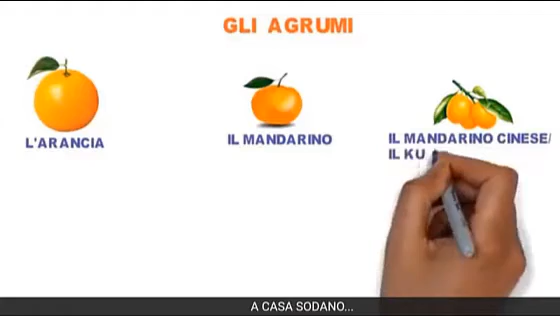 GLI AGRUMI
L'ARANCIA
IL MANDARINO
IL MANDARINO CINESE/
IL KU
A CASA SODANO...